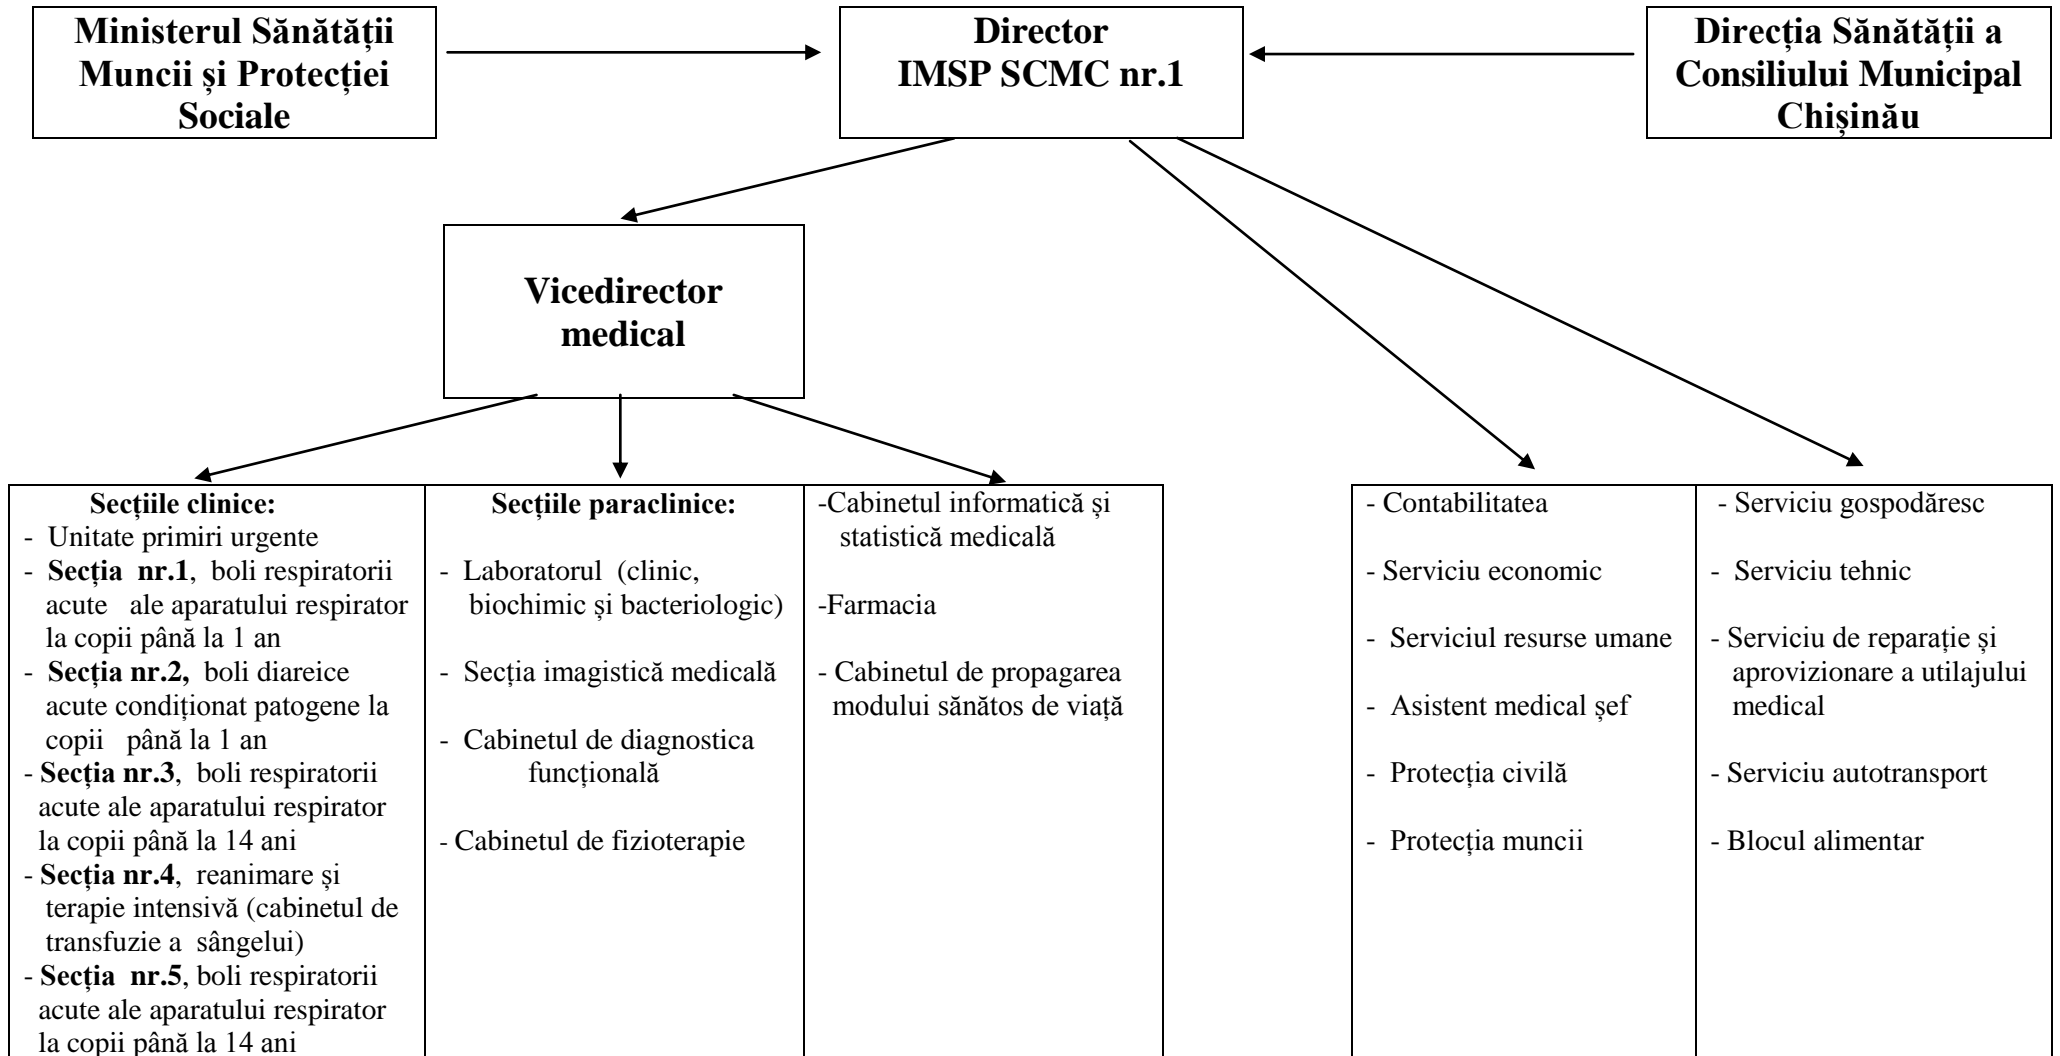 Ministerul Sănătății
Muncii și Protecției
Sociale
Director
IMSP SCMC nr.1
Direcția Sănătății a
Consiliului Municipal
Chișinău
Vicedirector
medical
Secțiile clinice:
- Unitate primiri urgente
- Secția nr.1, boli respiratorii
acute ale aparatului respirator
la copii până la 1 an
- Secția nr.2, boli diareice
acute condiționat patogene la
copii până la 1 an
- Secția nr.3, boli respiratorii
acute ale aparatului respirator
la copii până la 14 ani
- Secția nr.4, reanimare și
terapie intensivă (cabinetul de
transfuzie a sângelui)
- Secția nr.5, boli respiratorii
acute ale aparatului respirator
la copii până la 14 ani
Secțiile paraclinice:
- Laboratorul (clinic,
biochimic și bacteriologic)
- Secția imagistică medicală
- Cabinetul de diagnostica
funcțională
- Cabinetul de fizioterapie
-Cabinetul informatică și
statistică medicală
-Farmacia
- Cabinetul de propagarea
modului sănătos de viață
- Contabilitatea
- Serviciu economic
- Serviciul resurse umane
- Asistent medical șef
- Protecția civilă
- Protecția muncii
- Serviciu gospodăresc
- Serviciu tehnic
- Serviciu de reparație și
aprovizionare a utilajului
medical
- Serviciu autotransport
- Blocul alimentar